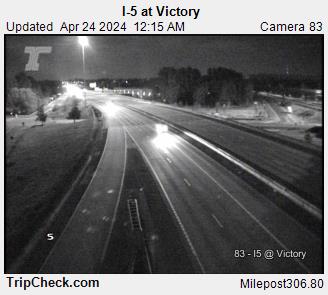 I-5 at Victory
Updated Apr 24 2024 12:15 AM Camera 83
T
S
83 - I5 @ Victory
TripCheck.com Milepost306.80